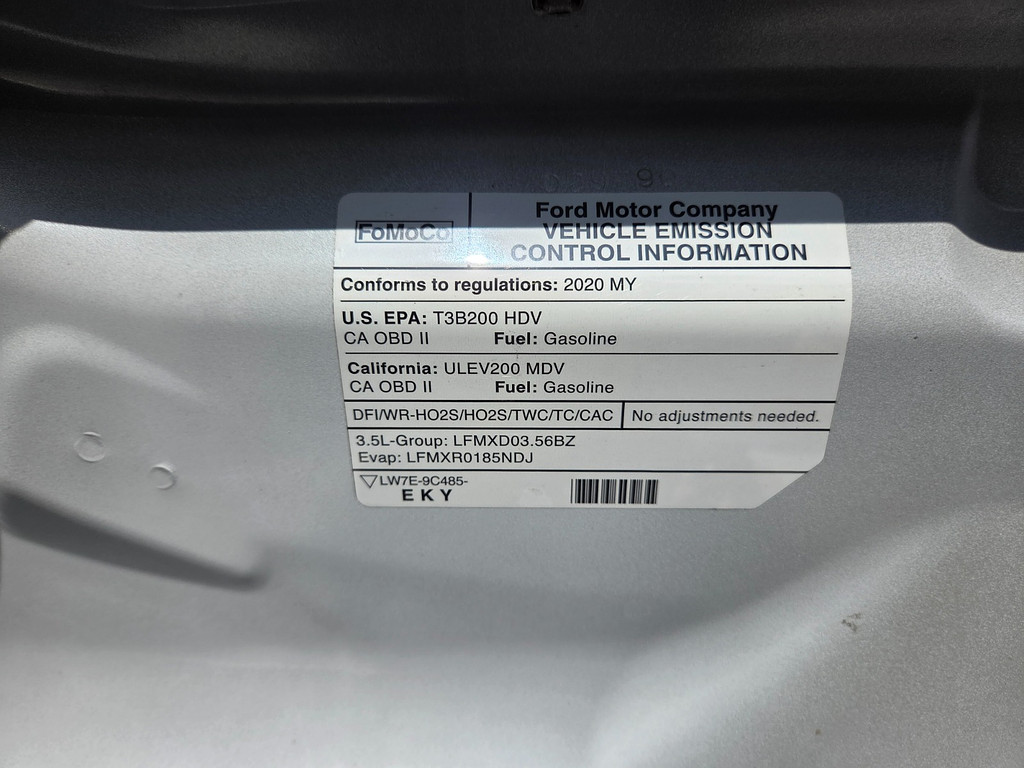 FoMoCo
Ford Motor Company
VEHICLE EMISSION
CONTROL INFORMATION
Conforms to regulations: 2020 MY
U.S. EPA: T3B200 HDV
CA OBD II Fuel: Gasoline
California: ULEV200 MDV
CA OBD II Fuel: Gasoline
DFI/WR-HO2S/HO2S/TWC/TC/CAC No adjustments needed.
3.5L-Group: LFMXD03.56BZ
Evap: LFMXR0185NDJ
LW7E-9C485-
EKY